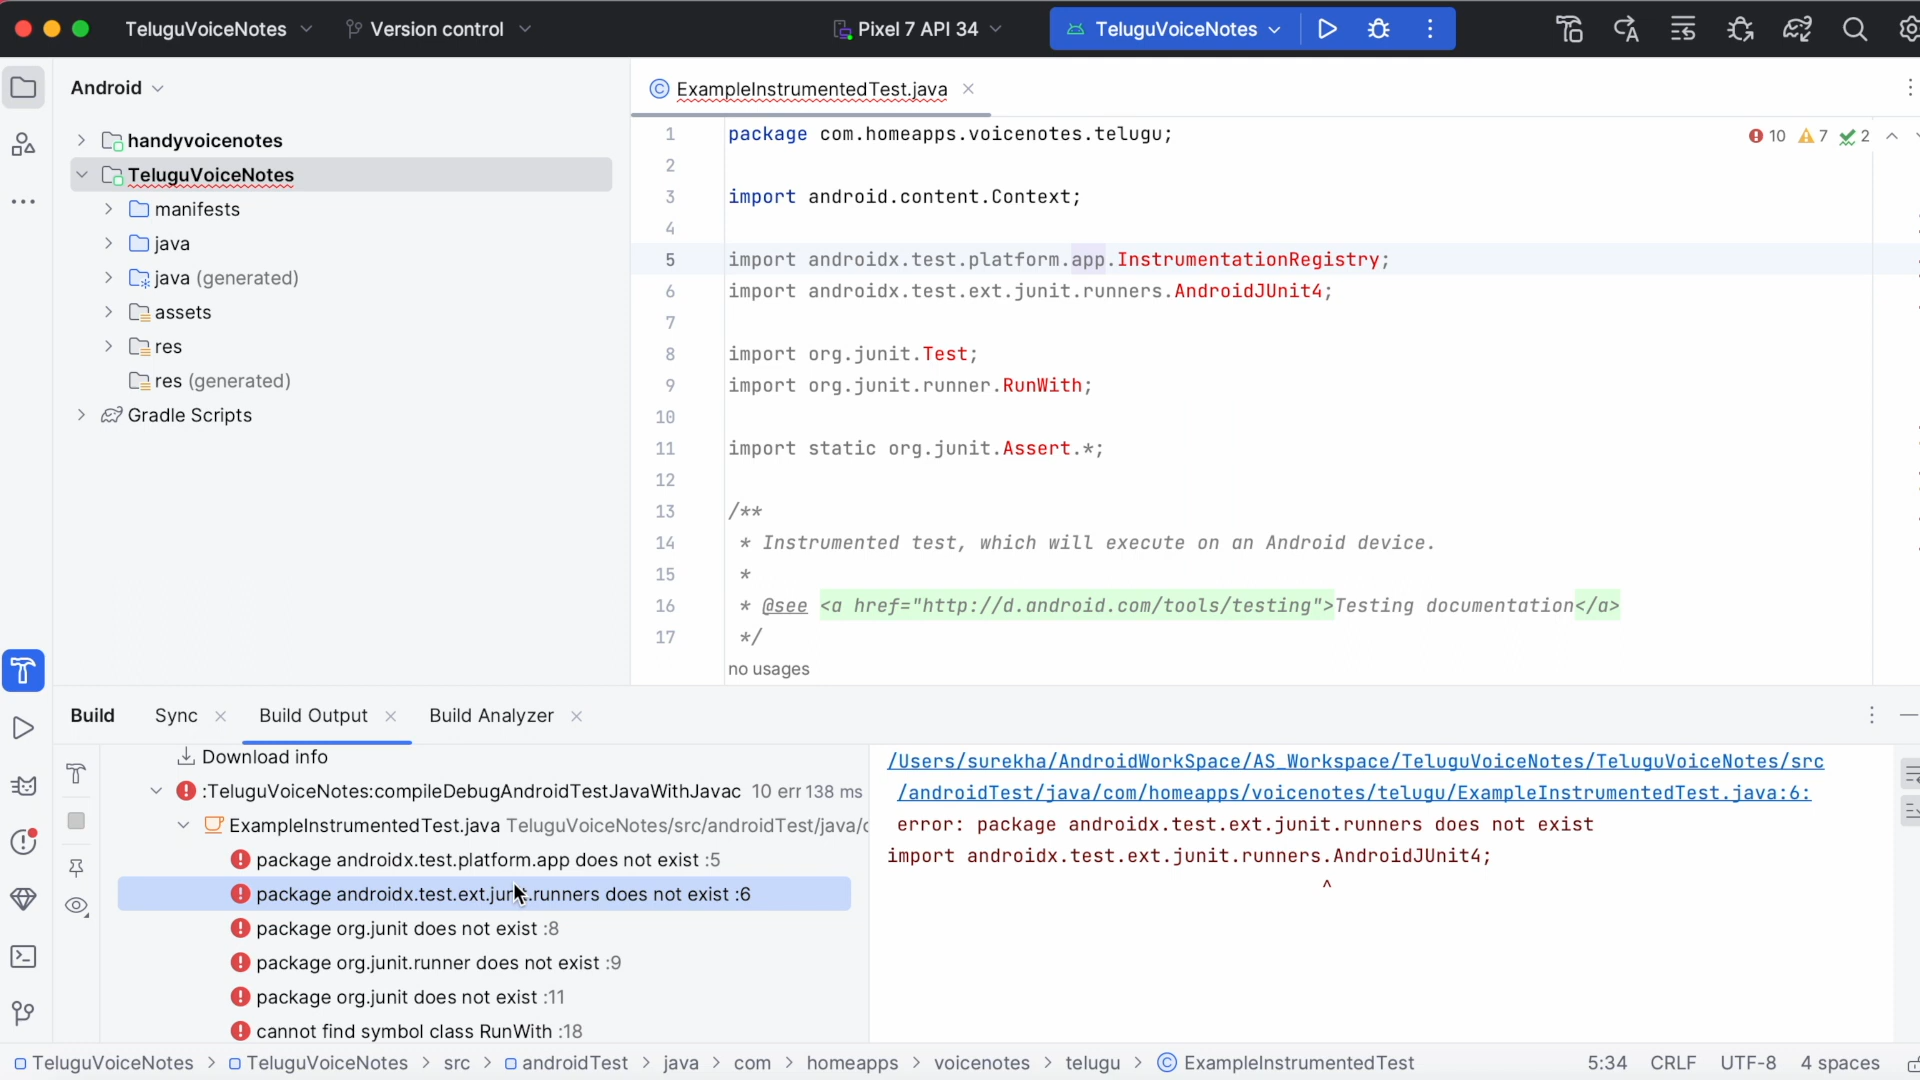 TeluguVoiceNotes
Version control
Pixel 7 API 34
TeluguVoiceNotes
Android
handyvoicenotes
TeluguVoiceNotes
manifests
java
java (generated)
assets
res
res (generated)
Gradle Scripts
ExampleInstrumentedTest.java
10 7 2
1 package com.homeapps.voicenotes.telugu;
2
3 import android.content.Context;
4
5 import androidx.test.platform.app.InstrumentationRegistry;
6 import androidx.test.ext.junit.runners.AndroidJUnit4;
7
8 import org.junit.Test;
9 import org.junit.runner.RunWith;
10
11 import static org.junit.Assert.*;
12
13 /**
14 * Instrumented test, which will execute on an Android device.
15 *
16 * @see <a href="http://d.android.com/tools/testing">Testing documentation</a>
17 */
no usages
Build Sync Build Output Build Analyzer
Download info
:TeluguVoiceNotes:compileDebugAndroidTestJavaWithJavac 10 err 138 ms
ExampleInstrumentedTest.java TeluguVoiceNotes/src/androidTest/java/
package androidx.test.platform.app does not exist :5
package androidx.test.ext.junit.runners does not exist :6
package org.junit does not exist :8
package org.junit.runner does not exist :9
package org.junit does not exist :11
cannot find symbol class RunWith :18
/Users/surekha/AndroidWorkSpace/AS_Workspace/TeluguVoiceNotes/TeluguVoiceNotes/src
/androidTest/java/com/homeapps/voicenotes/telugu/ExampleInstrumentedTest.java:6:
error: package androidx.test.ext.junit.runners does not exist
import androidx.test.ext.junit.runners.AndroidJUnit4;
^
TeluguVoiceNotes > TeluguVoiceNotes > src > androidTest > java > com > homeapps > voicenotes > telugu > ExampleInstrumentedTest
5:34 CRLF UTF-8 4 spaces